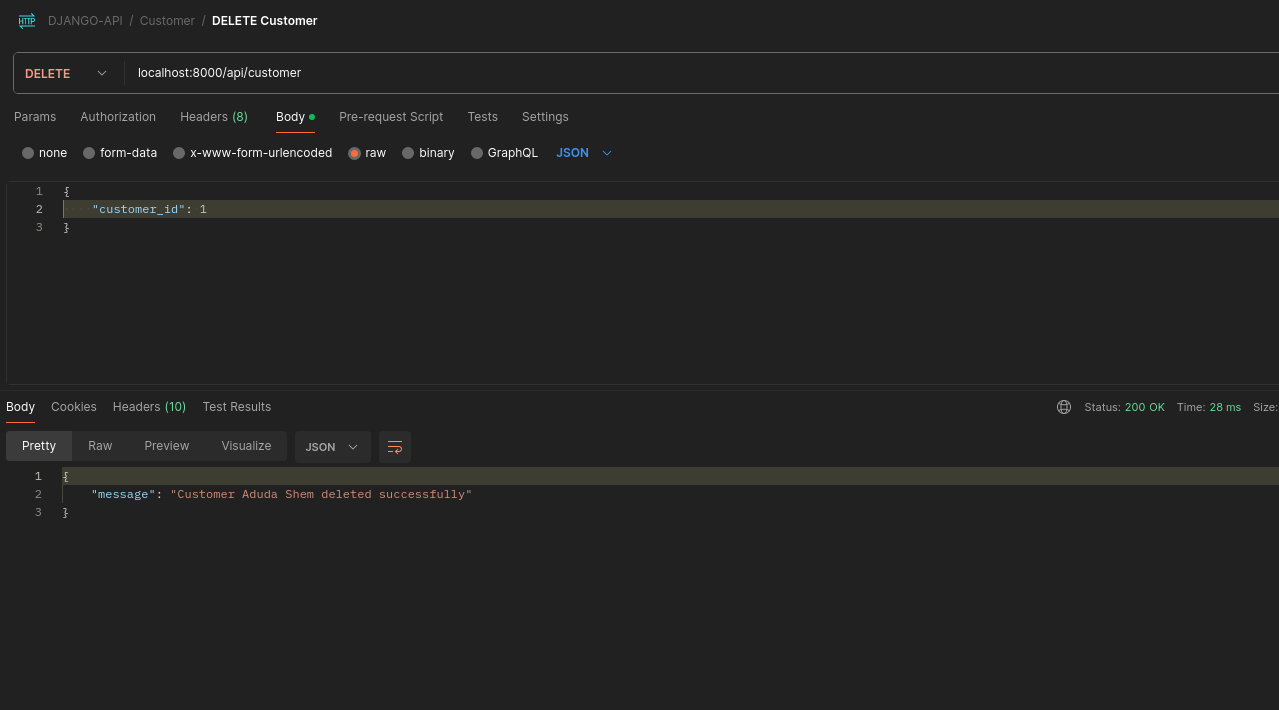 HTTP DJANGO-API / Customer / DELETE Customer
DELETE localhost:8000/api/customer
Params Authorization Headers (8) Body Pre-request Script Tests Settings
none form-data x-www-form-urlencoded raw binary GraphQL JSON
1 {
2 "customer_id": 1
3 }
Body Cookies Headers (10) Test Results Status: 200 OK Time: 28 ms Size:
Pretty Raw Preview Visualize JSON
1 {
2 "message": "Customer Aduda Shem deleted successfully"
3 }